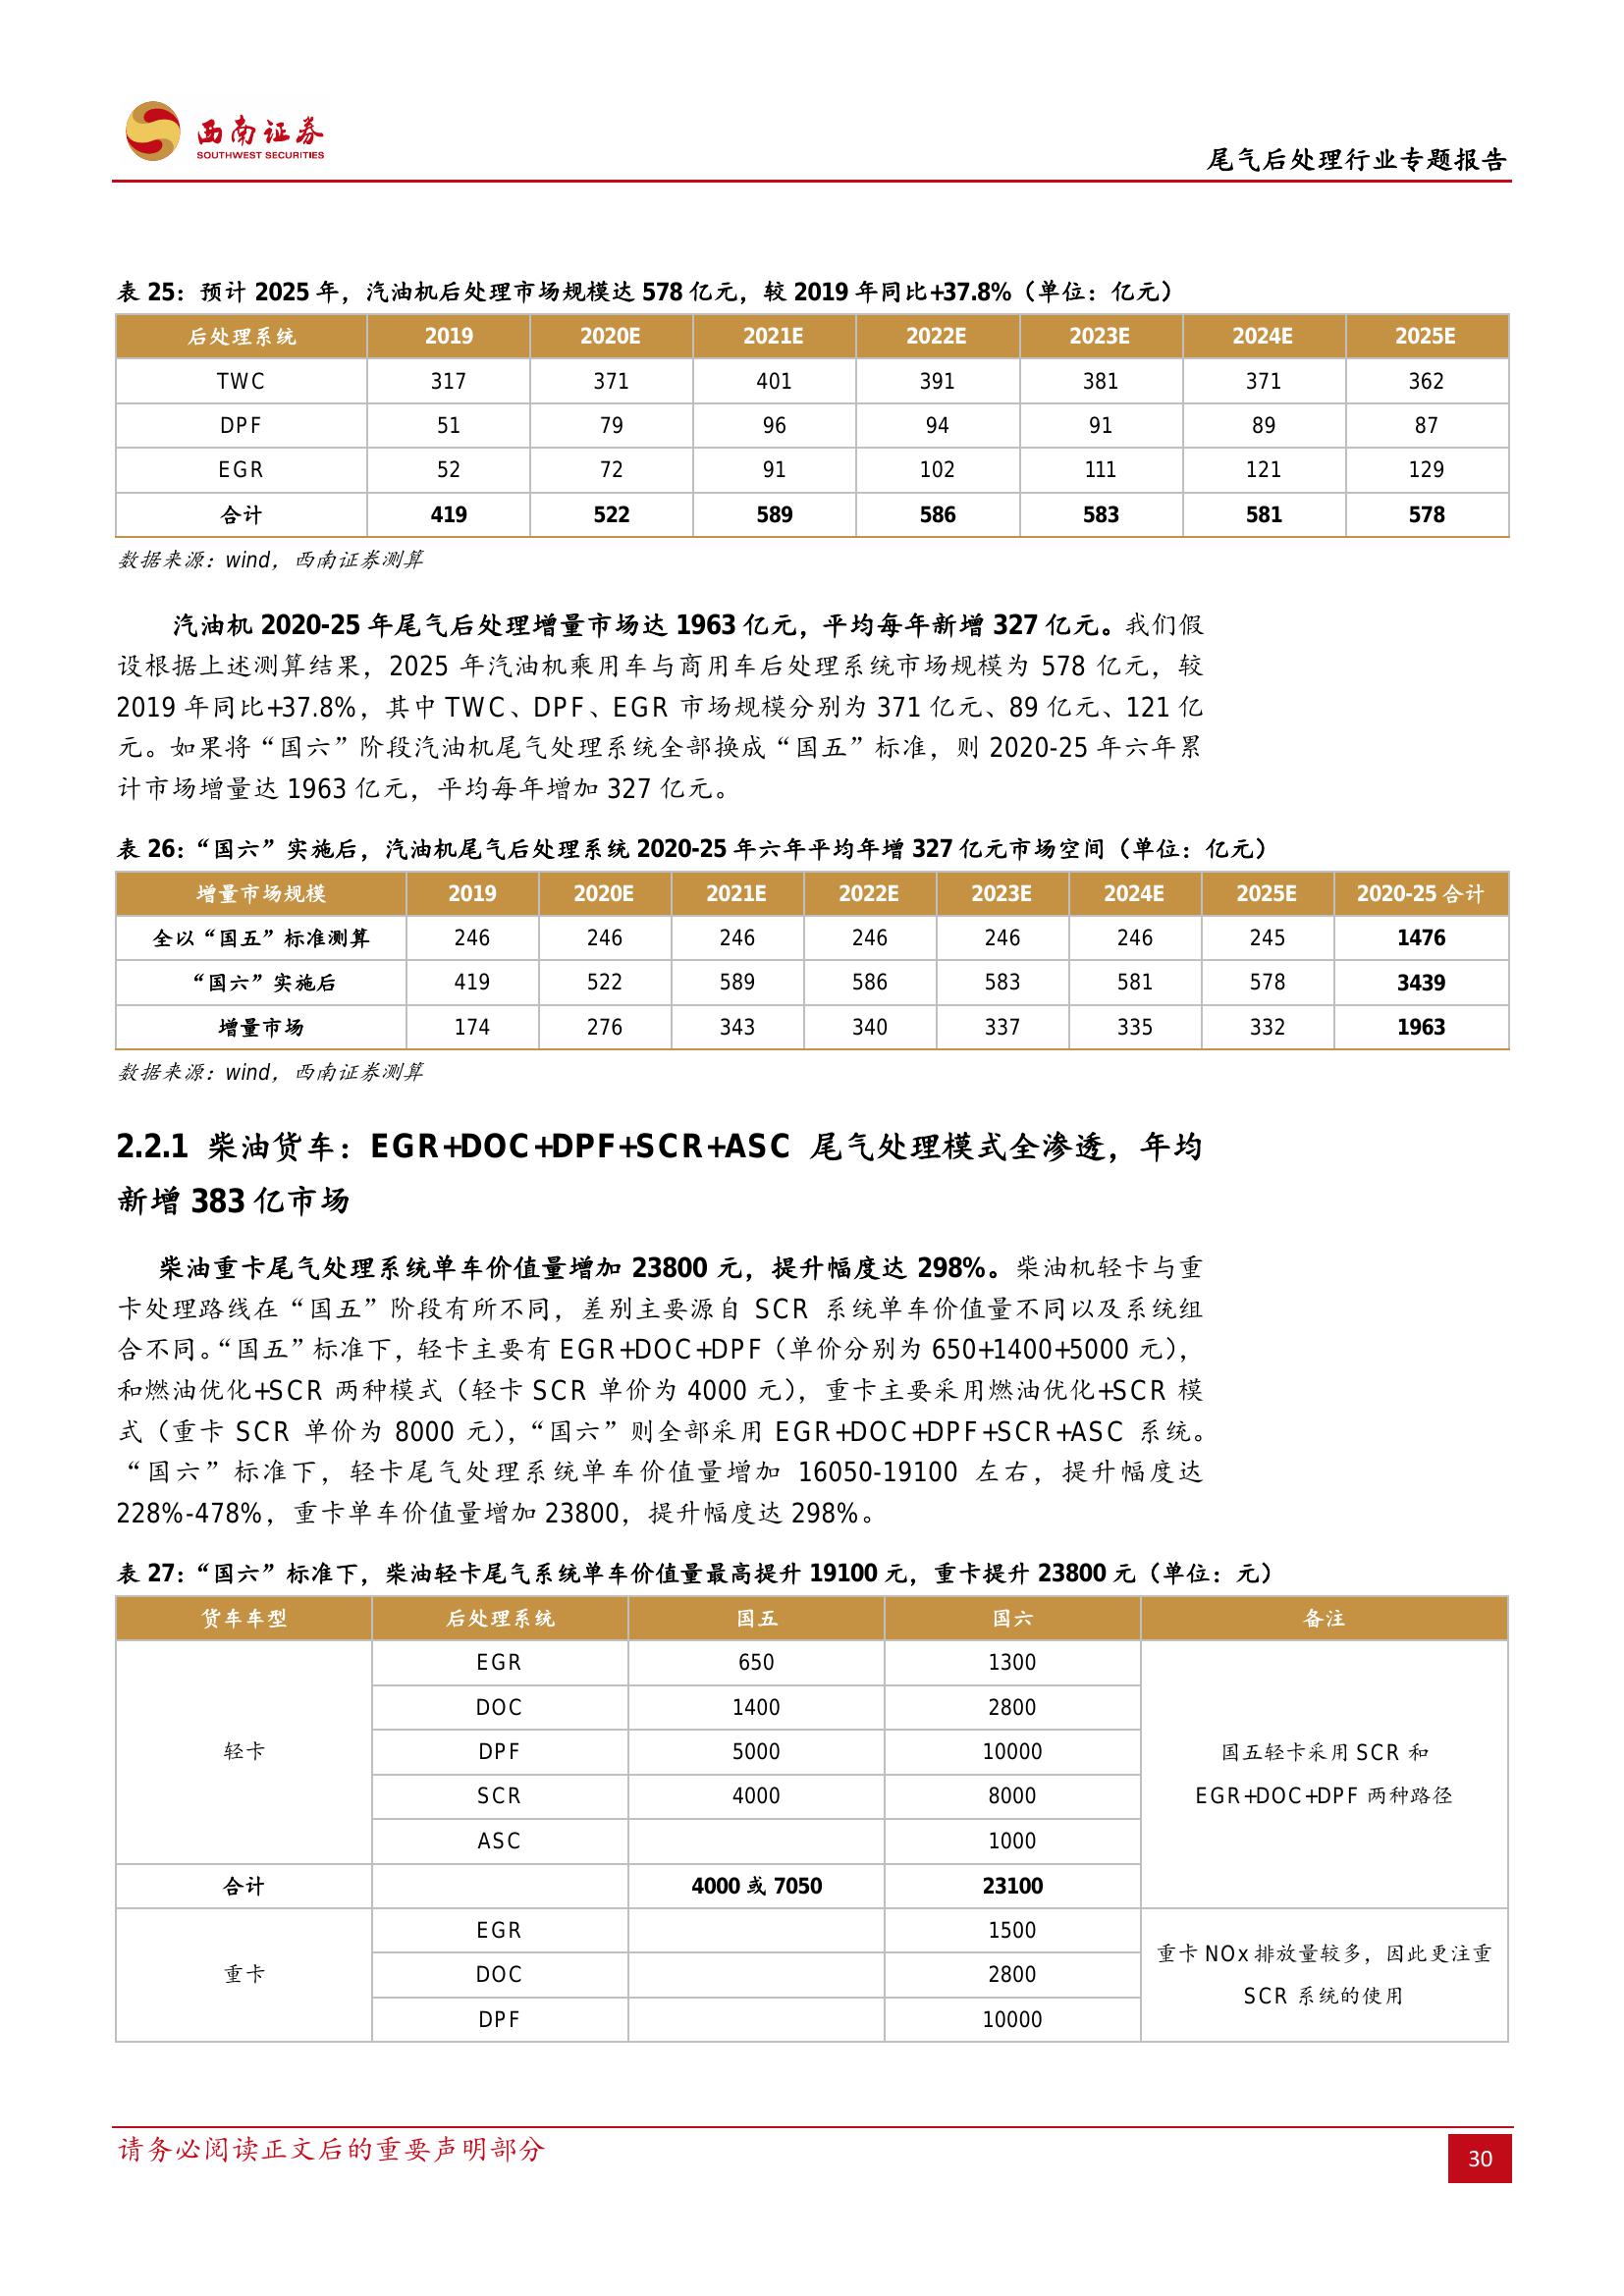 西南证券
SOUTHWEST SECURITIES
尾气后处理行业专题报告
表 25：预计 2025 年，汽油机后处理市场规模达 578 亿元，较 2019 年同比+37.8%（单位：亿元）
后处理系统 2019 2020E 2021E 2022E 2023E 2024E 2025E
TWC 317 371 401 391 381 371 362
DPF 51 79 96 94 91 89 87
EGR 52 72 91 102 111 121 129
合计 419 522 589 586 583 581 578
数据来源：wind，西南证券测算
汽油机 2020-25 年尾气后处理增量市场达 1963 亿元，平均每年新增 327 亿元。我们假
设根据上述测算结果，2025 年汽油机乘用车与商用车后处理系统市场规模为 578 亿元，较
2019 年同比+37.8%，其中 TWC、DPF、EGR 市场规模分别为 371 亿元、89 亿元、121 亿
元。如果将“国六”阶段汽油机尾气处理系统全部换成“国五”标准，则 2020-25 年六年累
计市场增量达 1963 亿元，平均每年增加 327 亿元。
表 26：“国六”实施后，汽油机尾气后处理系统 2020-25 年六年平均年增 327 亿元市场空间（单位：亿元）
增量市场规模 2019 2020E 2021E 2022E 2023E 2024E 2025E 2020-25 合计
全以“国五”标准测算 246 246 246 246 246 246 245 1476
“国六”实施后 419 522 589 586 583 581 578 3439
增量市场 174 276 343 340 337 335 332 1963
数据来源：wind，西南证券测算
2.2.1 柴油货车：EGR+DOC+DPF+SCR+ASC 尾气处理模式全渗透，年均
新增 383 亿市场
柴油重卡尾气处理系统单车价值量增加 23800 元，提升幅度达 298%。柴油机轻卡与重
卡处理路线在“国五”阶段有所不同，差别主要源自 SCR 系统单车价值量不同以及系统组
合不同。“国五”标准下，轻卡主要有 EGR+DOC+DPF（单价分别为 650+1400+5000 元），
和燃油优化+SCR 两种模式（轻卡 SCR 单价为 4000 元），重卡主要采用燃油优化+SCR 模
式（重卡 SCR 单价为 8000 元），“国六”则全部采用 EGR+DOC+DPF+SCR+ASC 系统。
“国六”标准下，轻卡尾气处理系统单车价值量增加 16050-19100 左右，提升幅度达
228%-478%，重卡单车价值量增加 23800，提升幅度达 298%。
表 27：“国六”标准下，柴油轻卡尾气系统单车价值量最高提升 19100 元，重卡提升 23800 元（单位：元）
货车车型 后处理系统 国五 国六 备注
EGR 650 1300
DOC 1400 2800
轻卡 DPF 5000 10000 国五轻卡采用 SCR 和
SCR 4000 8000 EGR+DOC+DPF 两种路径
ASC 1000
合计 4000 或 7050 23100
EGR 1500
重卡 NOx 排放量较多，因此更注重
重卡 DOC 2800
SCR 系统的使用
DPF 10000
请务必阅读正文后的重要声明部分
30